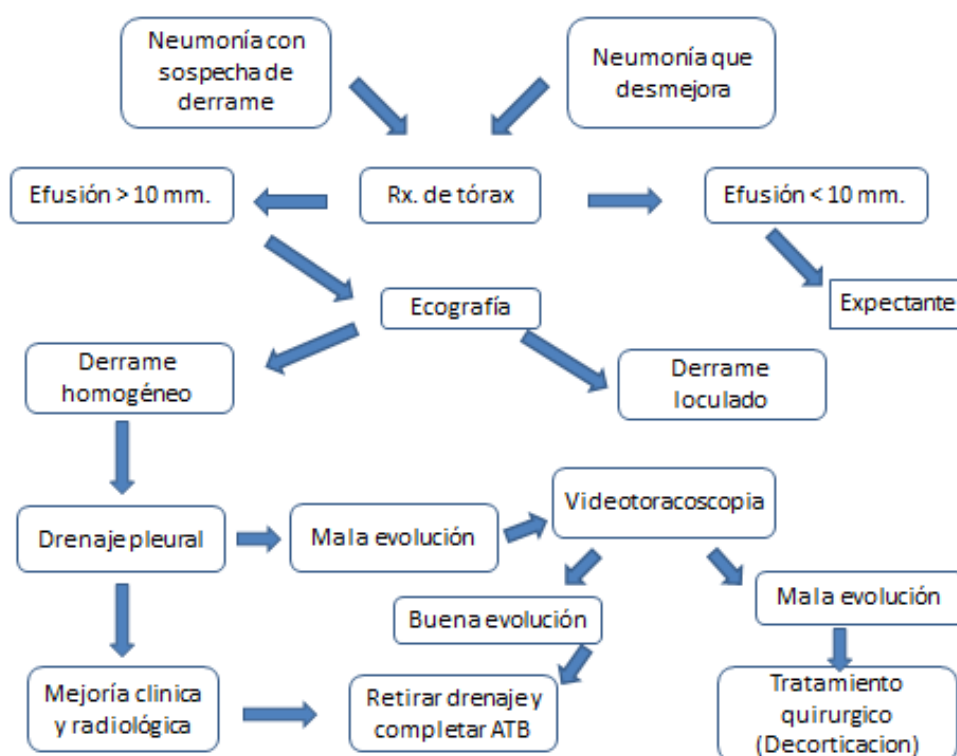 Neumonía con
sospecha de
derrame
Neumonía que
desmejora
Efusión > 10 mm.
Rx. de tórax
Efusión < 10 mm.
Ecografía
Expectante
Derrame
homogéneo
Derrame
loculado
Videotoracoscopia
Drenaje pleural
Mala evolución
Buena evolución
Mala evolución
Mejoría clinica
y radiológica
Retirar drenaje y
completar ATB
Tratamiento
quirurgico
(Decorticacion)